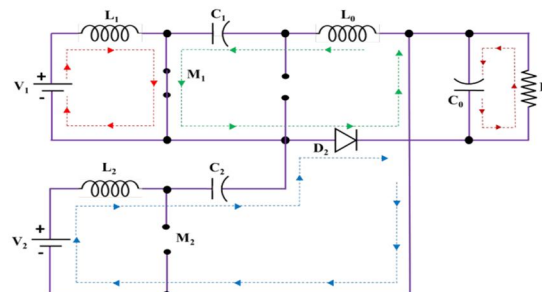 L₁ C₁ L₀
V₁ + - M₁ C₀
D₂
L₂ C₂
V₂ + - M₂